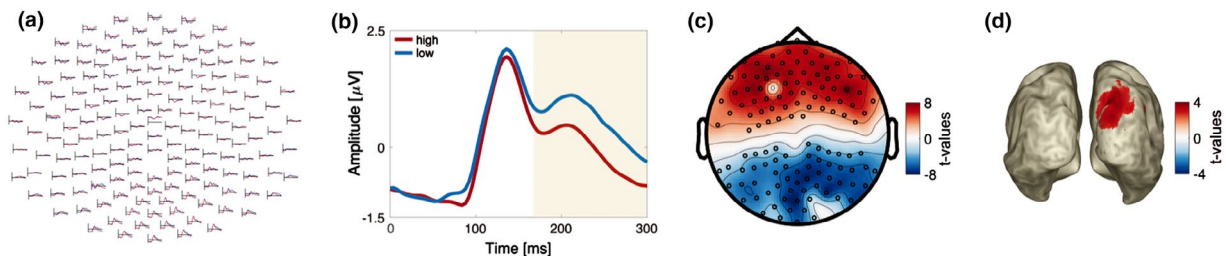 (a)
(b)
2.5
0
-1.5
Amplitude [μV]
high
low
0
100
200
300
Time [ms]
(c)
8
0
-8
t-values
(d)
4
0
-4
t-values